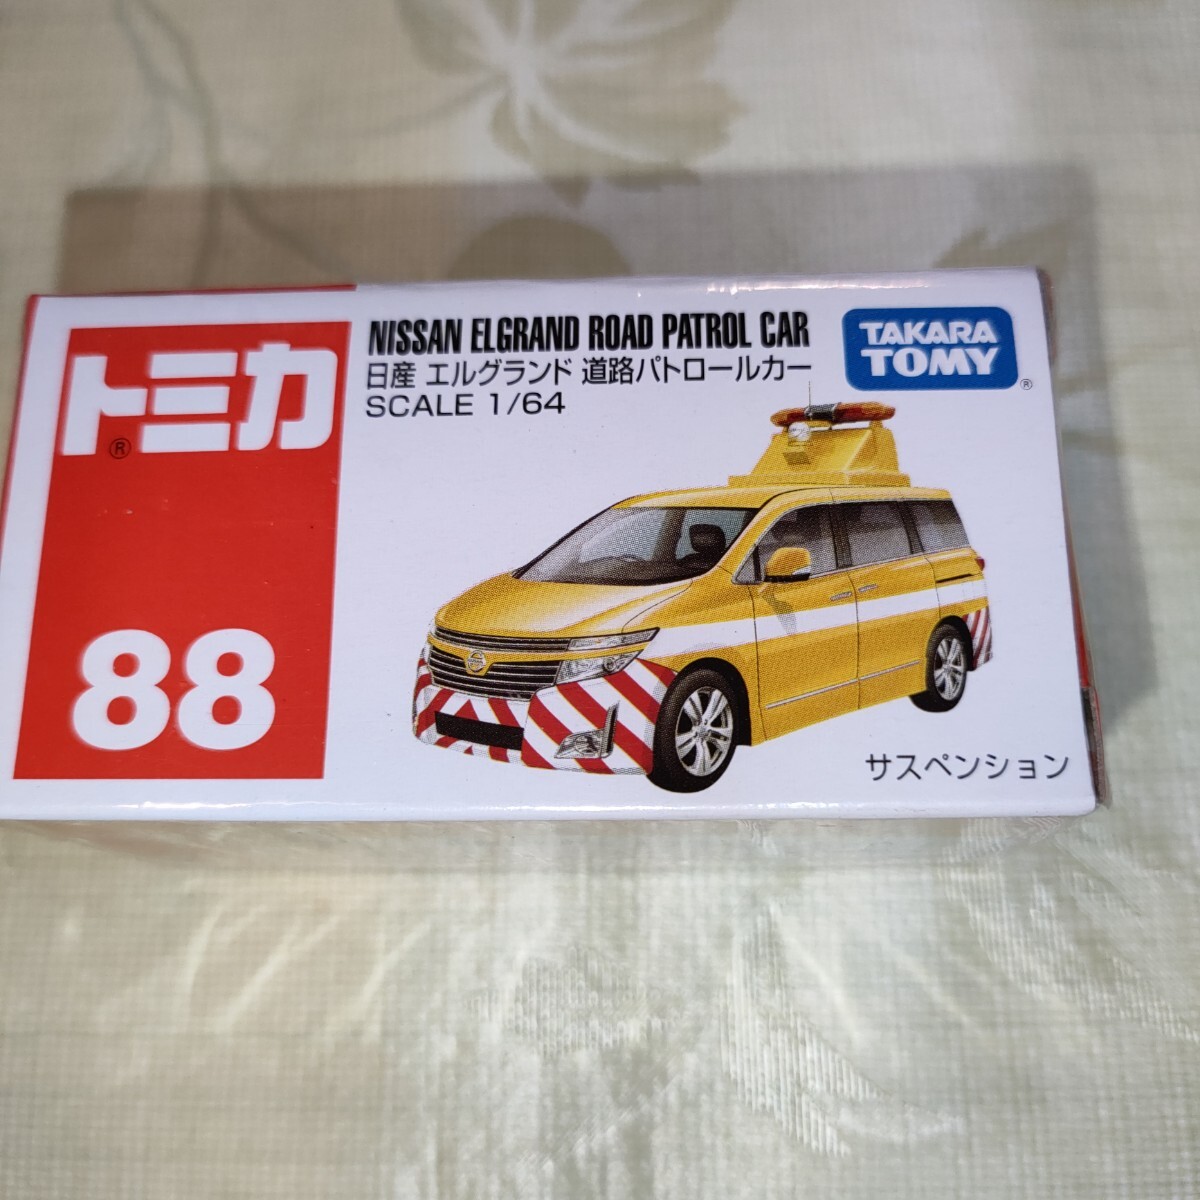 トミカ
®
88
NISSAN ELGRAND ROAD PATROL CAR
日産 エルグランド 道路パトロールカー
SCALE 1/64
TAKARA
TOMY
®
サスペンション